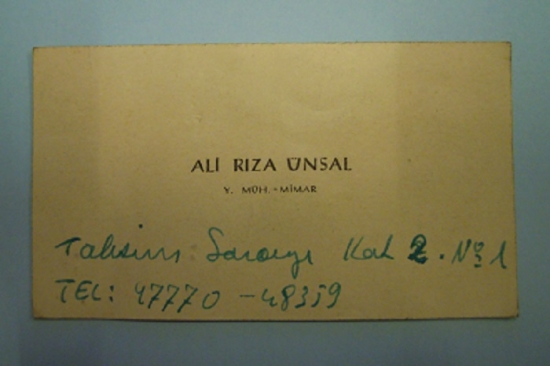 ALİ RIZA ÜNSAL
Y. MÜH. - MİMAR
Taksim: Sarayı Kat 2. No 1
TEL: 47770 - 48359